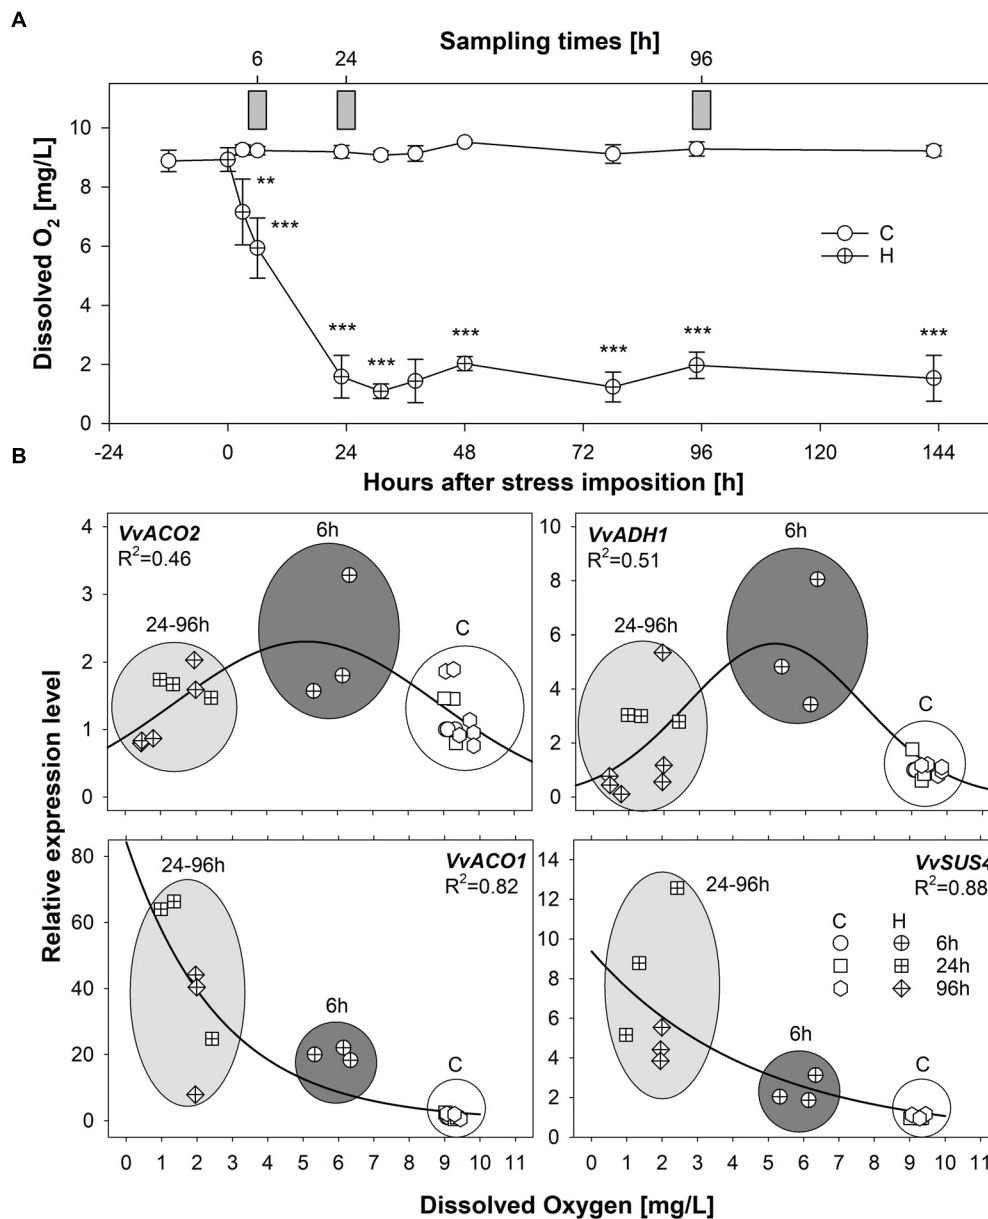 A
Sampling times [h]
6 24 96
10
8
6
4
2
0
Dissolved O2 [mg/L]
**
***
***
***
***
***
***
***
C
H
-24 0 24 48 72 96 120 144
Hours after stress imposition [h]
B
Relative expression level
4
3
2
1
0
VvACO2
R2=0.46
6h
24-96h
C
10
8
6
4
2
0
VvADH1
R2=0.51
6h
24-96h
C
80
60
40
20
0
VvACO1
R2=0.82
24-96h
6h
C
0 1 2 3 4 5 6 7 8 9 10 11
14
12
10
8
6
4
2
0
VvSUS4
R2=0.88
24-96h
6h
C
C H
6h
24h
96h
0 1 2 3 4 5 6 7 8 9 10 11
Dissolved Oxygen [mg/L]